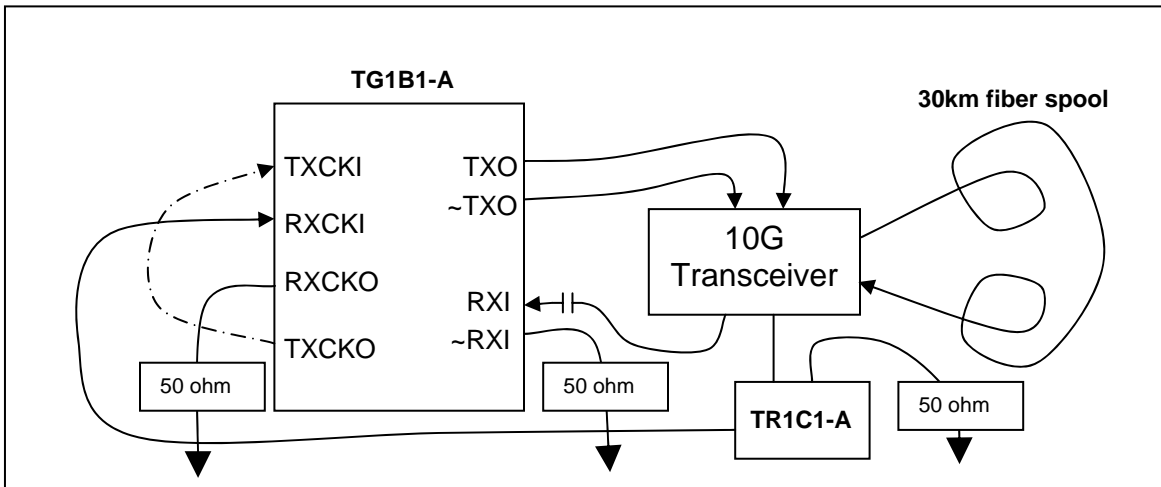 TG1B1-A
30km fiber spool
TXCKI
TXO
~TXO
RXCKI
10G
Transceiver
RXCKO
RXI
~RXI
TXCKO
50 ohm
50 ohm
TR1C1-A
50 ohm